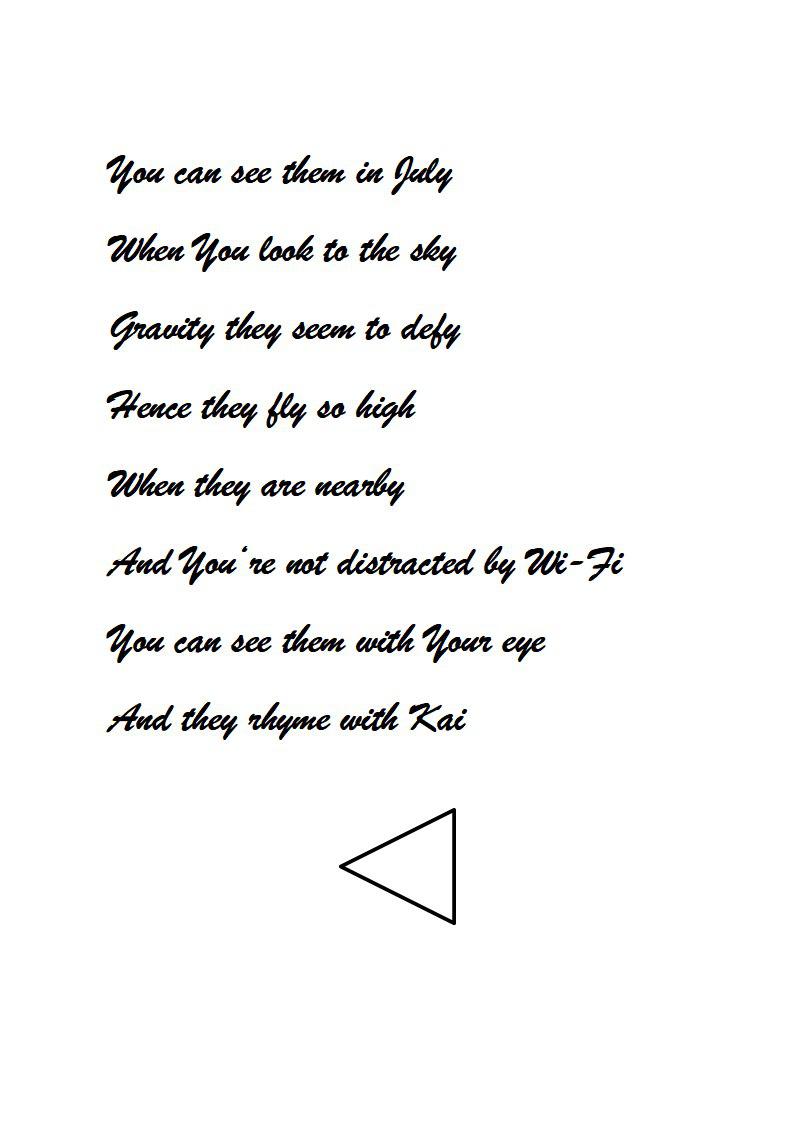 You can see them in July
When You look to the sky
Gravity they seem to defy
Hence they fly so high
When they are nearby
And You're not distracted by Wi-Fi
You can see them with Your eye
And they rhyme with Kai